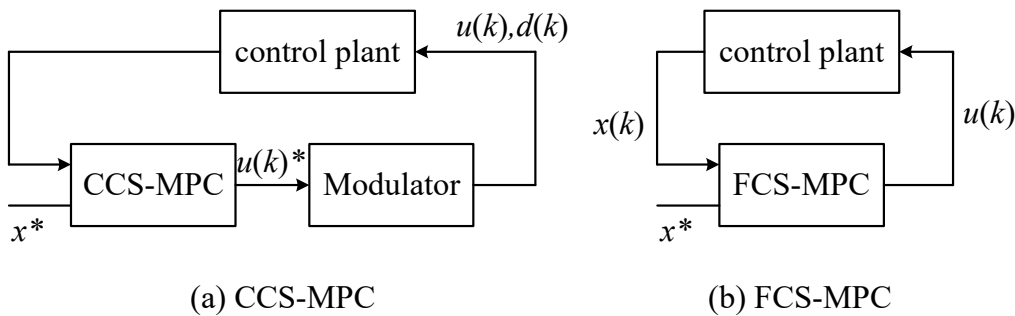 control plant
u(k),d(k)
CCS-MPC
u(k)*
Modulator
x*
(a) CCS-MPC
control plant
x(k)
u(k)
FCS-MPC
x*
(b) FCS-MPC